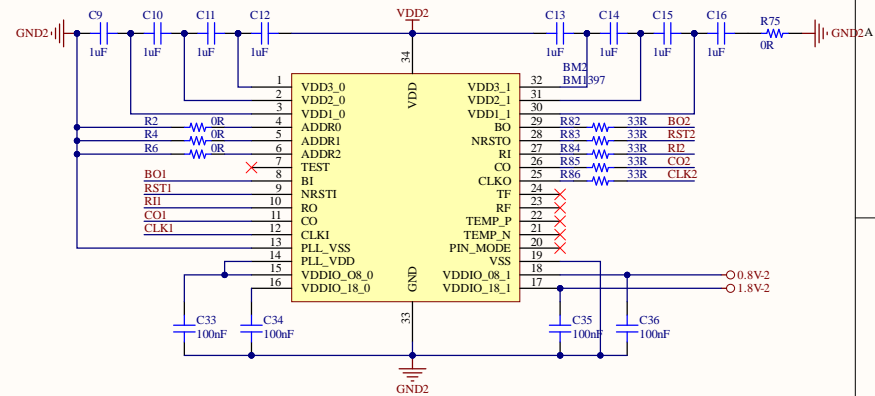 C9 C10 C11 C12 VDD2 C13 C14 C15 C16 R75
GND2 GND2 A
1uF 1uF 1uF 1uF 1uF 1uF 1uF 1uF 0R
34 BM2
BM1397
VDD
1 VDD3_0 VDD3_1 32
2 VDD2_0 VDD2_1 31
3 VDD1_0 VDD1_1 30
R2 0R 4 ADDR0 BO 29 R82 33R BO2
R4 0R 5 ADDR1 NRSTO 28 R83 33R RST2
R6 0R 6 ADDR2 RI 27 R84 33R RI2
7 TEST CO 26 R85 33R CO2
BO1 8 BI CLKO 25 R86 33R CLK2
RST1 9 NRSTI TF 24
RI1 10 RO RF 23
CO1 11 CO TEMP_P 22
CLK1 12 CLKI TEMP_N 21
13 PLL_VSS PIN_MODE 20
14 PLL_VDD VSS 19
15 VDDIO_O8_0 VDDIO_08_1 18 0.8V-2
16 VDDIO_18_0 VDDIO_18_1 17 1.8V-2
GND
33
C33 C34 C35 C36
100nF 100nF 100nF 100nF
GND2